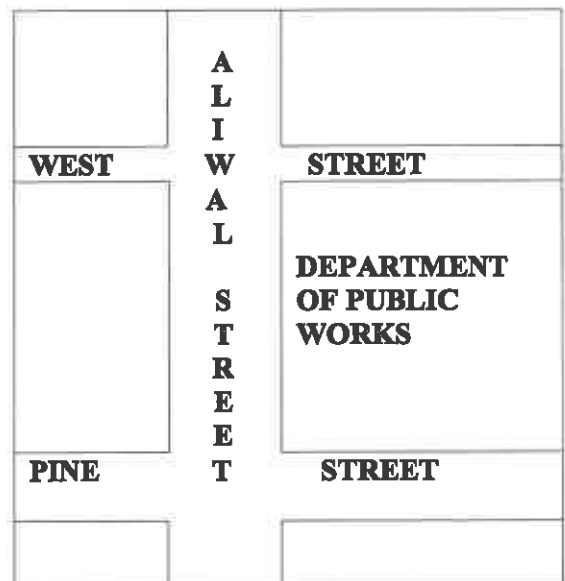 ALIWAL STREET
WEST STREET
DEPARTMENT
OF PUBLIC
WORKS
PINE STREET